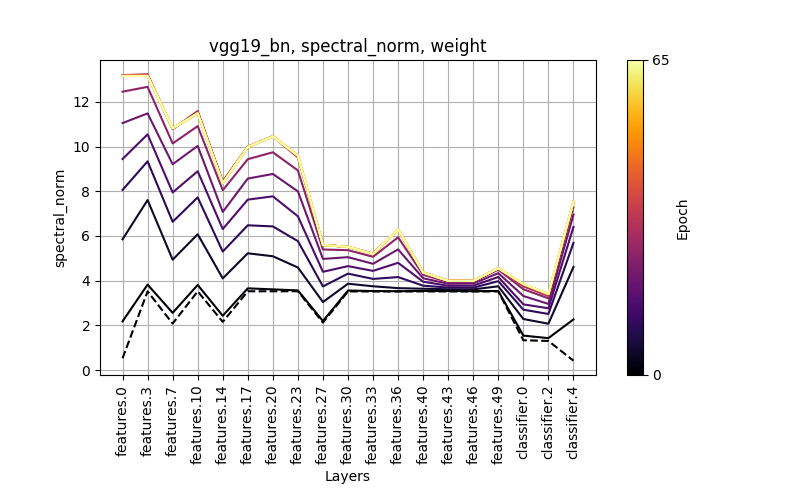 vgg19_bn, spectral_norm, weight
spectral_norm
12
10
8
6
4
2
0
features.0
features.3
features.7
features.10
features.14
features.17
features.20
features.23
features.27
features.30
features.33
features.36
features.40
features.43
features.46
features.49
classifier.0
classifier.2
classifier.4
Layers
65
0
Epoch